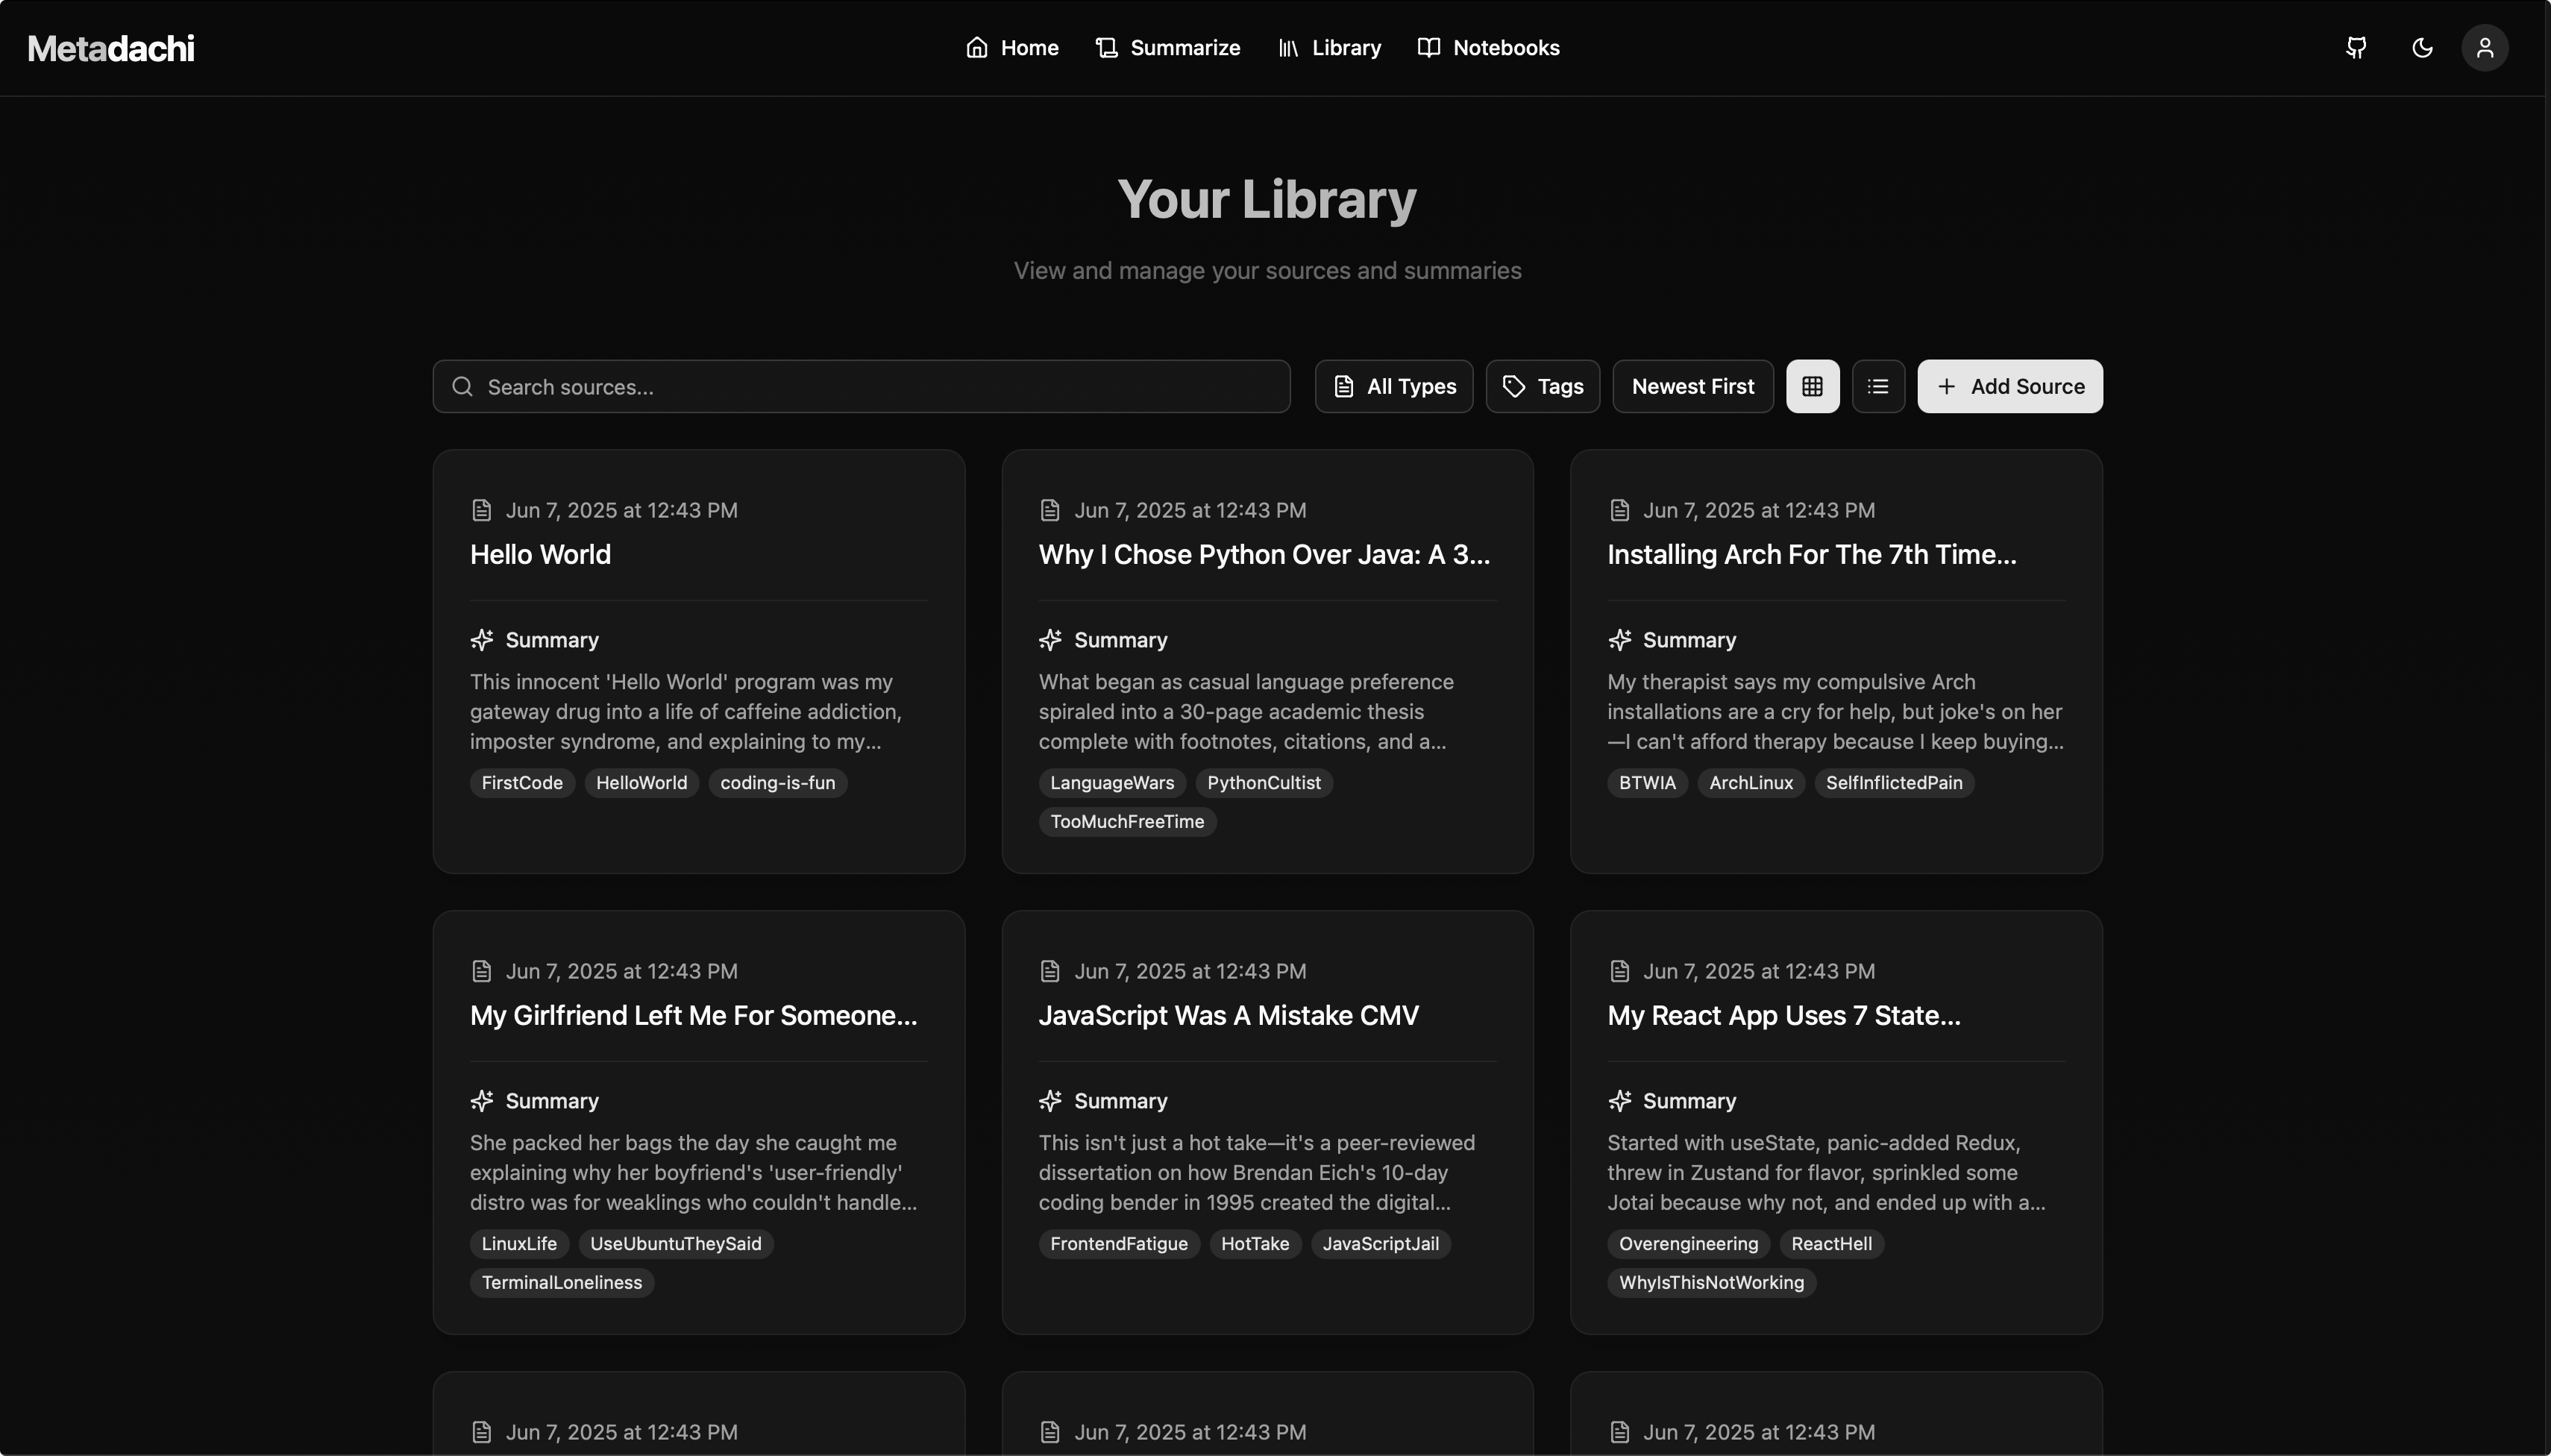 Metadachi
Home
Summarize
Library
Notebooks
Your Library
View and manage your sources and summaries
Search sources...
All Types
Tags
Newest First
Add Source
Jun 7, 2025 at 12:43 PM
Hello World
Summary
This innocent 'Hello World' program was my
gateway drug into a life of caffeine addiction,
imposter syndrome, and explaining to my...
FirstCode
HelloWorld
coding-is-fun
Jun 7, 2025 at 12:43 PM
Why I Chose Python Over Java: A 3...
Summary
What began as casual language preference
spiraled into a 30-page academic thesis
complete with footnotes, citations, and a...
LanguageWars
PythonCultist
TooMuchFreeTime
Jun 7, 2025 at 12:43 PM
Installing Arch For The 7th Time...
Summary
My therapist says my compulsive Arch
installations are a cry for help, but joke's on her
—I can't afford therapy because I keep buying...
BTWIA
ArchLinux
SelfInflictedPain
Jun 7, 2025 at 12:43 PM
My Girlfriend Left Me For Someone...
Summary
She packed her bags the day she caught me
explaining why her boyfriend's 'user-friendly'
distro was for weaklings who couldn't handle...
LinuxLife
UseUbuntuTheySaid
TerminalLoneliness
Jun 7, 2025 at 12:43 PM
JavaScript Was A Mistake CMV
Summary
This isn't just a hot take—it's a peer-reviewed
dissertation on how Brendan Eich's 10-day
coding bender in 1995 created the digital...
FrontendFatigue
HotTake
JavaScriptJail
Jun 7, 2025 at 12:43 PM
My React App Uses 7 State...
Summary
Started with useState, panic-added Redux,
threw in Zustand for flavor, sprinkled some
Jotai because why not, and ended up with a...
Overengineering
ReactHell
WhyIsThisNotWorking
Jun 7, 2025 at 12:43 PM
Jun 7, 2025 at 12:43 PM
Jun 7, 2025 at 12:43 PM